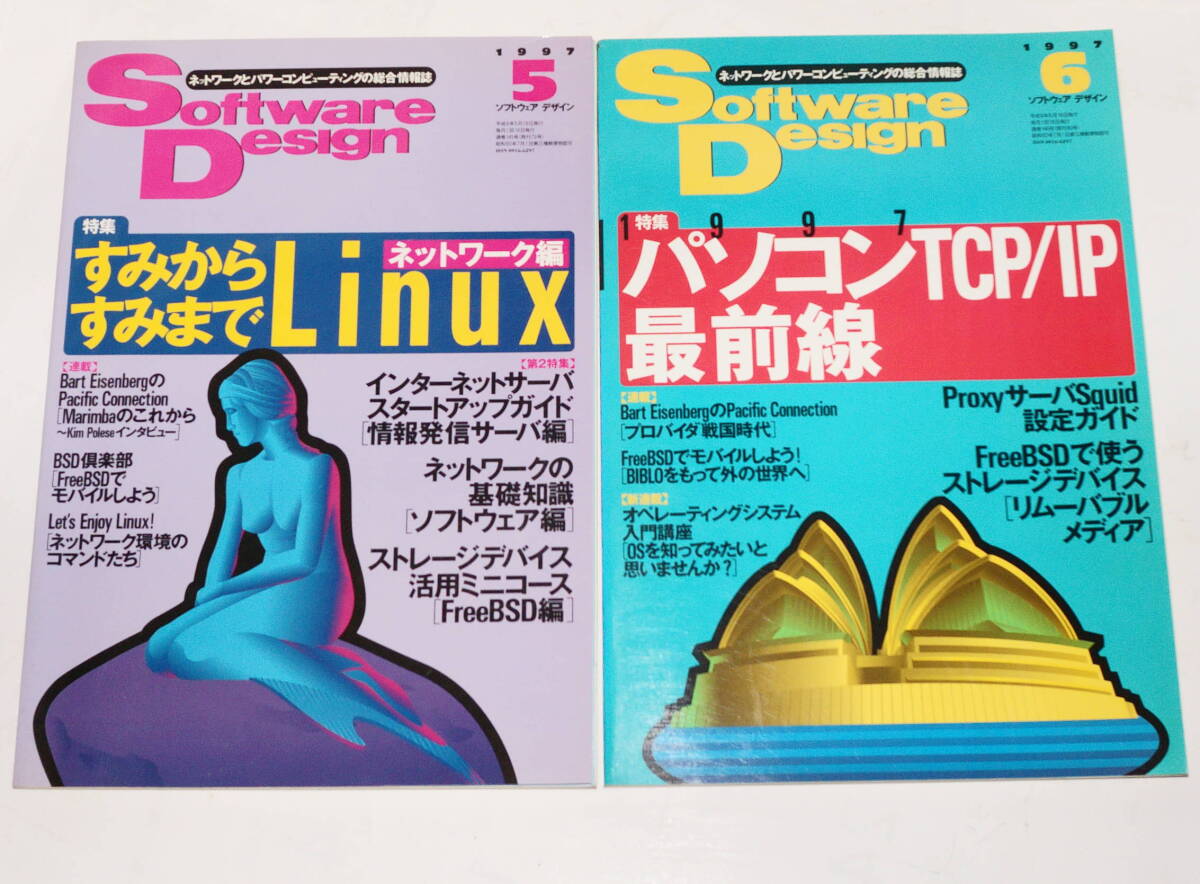 1997
5
ネットワークとパワーコンピューティングの総合情報誌
Software
Design
ソフトウェア デザイン
特集
すみから
すみまで
Linux
ネットワーク編
【連載】
Bart Eisenbergの
Pacific Connection
[Marimbaのこれから
～Kim Poleseインタビュー]
BSD倶楽部
[FreeBSDで
モバイルしよう]
Let's Enjoy Linux!
[ネットワーク環境の
コマンドたち]
【第2特集】
インターネットサーバ
スタートアップガイド
[情報発信サーバ編]
ネットワークの
基礎知識
[ソフトウェア編]
ストレージデバイス
活用ミニコース
[FreeBSD編]
1997
6
ネットワークとパワーコンピューティングの総合情報誌
Software
Design
ソフトウェア デザイン
特集
1997
パソコンTCP/IP
最前線
【連載】
Bart EisenbergのPacific Connection
[プロバイダ戦国時代]
FreeBSDでモバイルしよう!
[BIBLOをもって外の世界へ]
【新連載】
オペレーティングシステム
入門講座
[OSを知ってみたいと
思いませんか?]
ProxyサーバSquid
設定ガイド
FreeBSDで使う
ストレージデバイス
[リムーバブル
メディア]